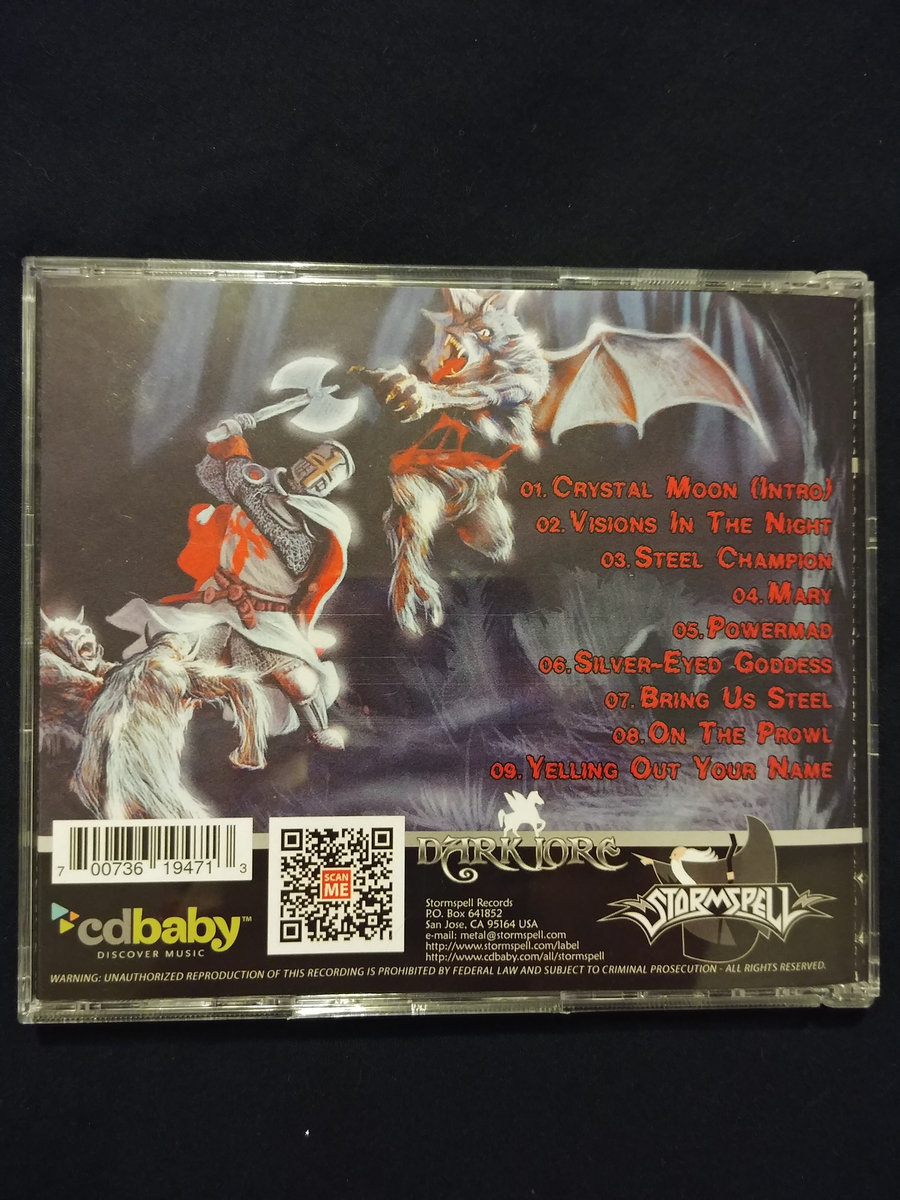 01. Crystal Moon (Intro)
02. Visions In The Night
03. Steel Champion
04. Mary
05. Powermad
06. Silver-Eyed Goddess
07. Bring Us Steel
08. On The Prowl
09. Yelling Out Your Name
7 00736 19471 3
SCAN
ME
DARK LORE
STORMSPELL
cdbaby™
DISCOVER MUSIC
Stormspell Records
P.O. Box 641852
San Jose, CA 95164 USA
e-mail: metal@stormspell.com
http://www.stormspell.com/label
http://www.cdbaby.com/all/stormspell
WARNING: UNAUTHORIZED REPRODUCTION OF THIS RECORDING IS PROHIBITED BY FEDERAL LAW AND SUBJECT TO CRIMINAL PROSECUTION - ALL RIGHTS RESERVED.